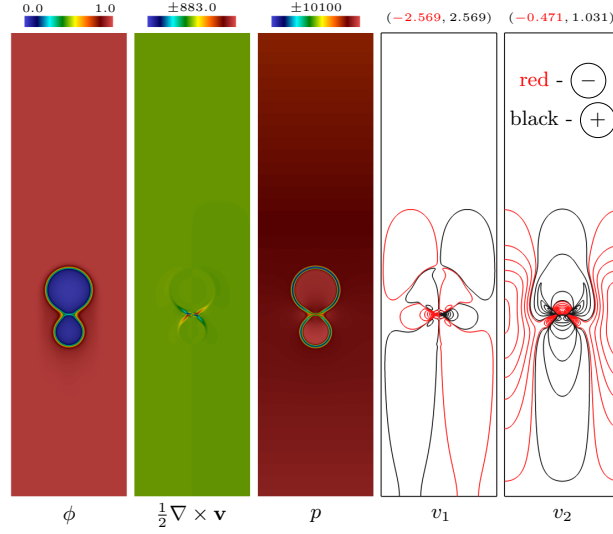 0.0 1.0 ±883.0 ±10100 (−2.569, 2.569) (−0.471, 1.031)
red - −
black - +
ϕ ½∇ × v p v₁ v₂